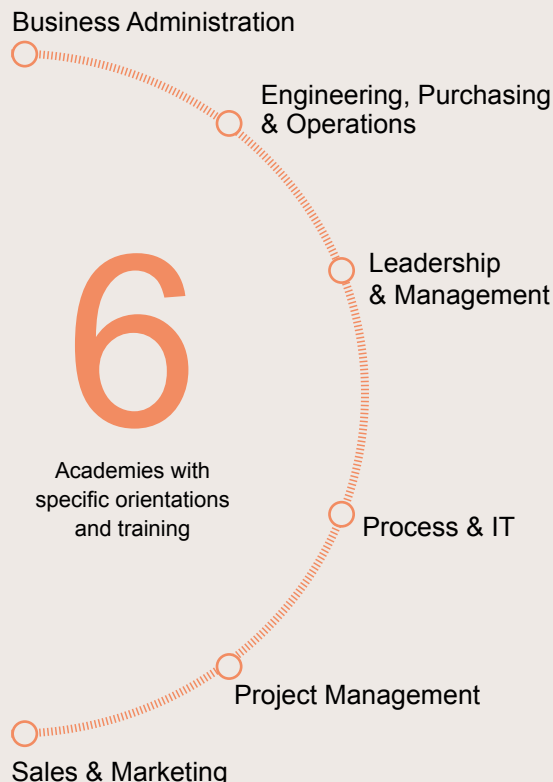 Business Administration
Engineering, Purchasing
& Operations
Leadership
& Management
6
Academies with
specific orientations
and training
Process & IT
Project Management
Sales & Marketing